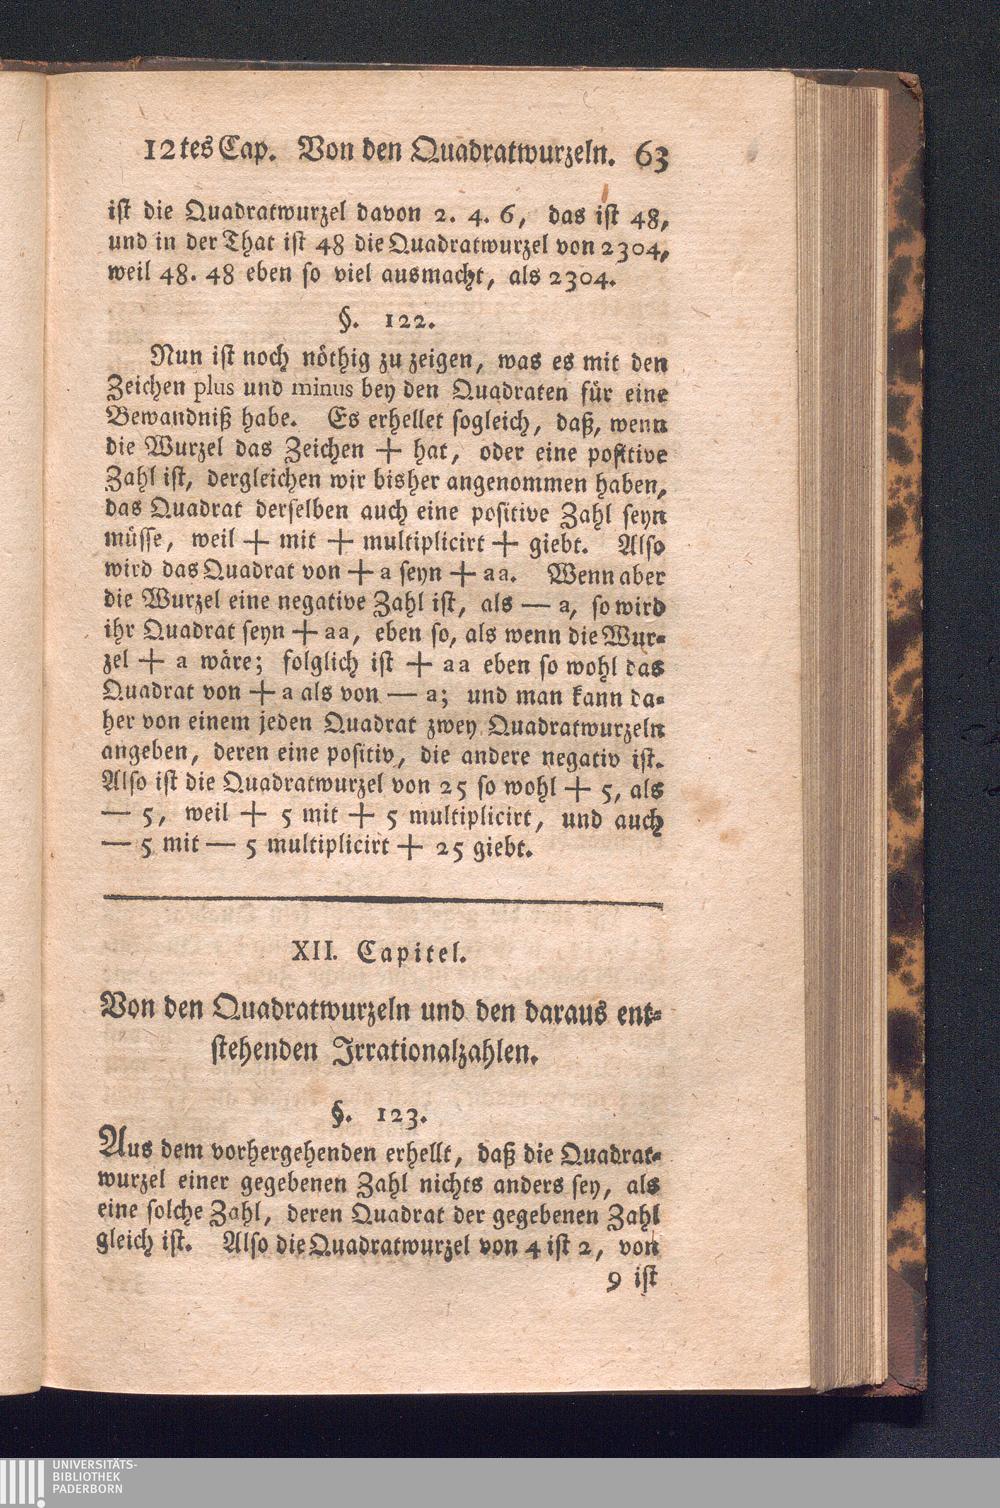 12tes Cap. Von den Quadratwurzeln. 63
ist die Quadratwurzel davon 2. 4. 6, das ist 48,
und in der That ist 48 die Quadratwurzel von 2304,
weil 48. 48 eben so viel ausmacht, als 2304.
§. 122.
Nun ist noch nöthig zu zeigen, was es mit den
Zeichen plus und minus bey den Quadraten für eine
Bewandniß habe. Es erhellet sogleich, daß, wenn
die Wurzel das Zeichen + hat, oder eine positive
Zahl ist, dergleichen wir bisher angenommen haben,
das Quadrat derselben auch eine positive Zahl seyn
müsse, weil + mit + multiplicirt + giebt. Also
wird das Quadrat von + a seyn + aa. Wenn aber
die Wurzel eine negative Zahl ist, als — a, so wird
ihr Quadrat seyn + aa, eben so, als wenn die Wur-
zel + a wäre; folglich ist + aa eben so wohl das
Quadrat von + a als von — a; und man kann da-
her von einem jeden Quadrat zwey Quadratwurzeln
angeben, deren eine positiv, die andere negativ ist.
Also ist die Quadratwurzel von 25 so wohl + 5, als
— 5, weil + 5 mit + 5 multiplicirt, und auch
— 5 mit — 5 multiplicirt + 25 giebt.
XII. Capitel.
Von den Quadratwurzeln und den daraus ent-
stehenden Irrationalzahlen.
§. 123.
Aus dem vorhergehenden erhellt, daß die Quadrat-
wurzel einer gegebenen Zahl nichts anders sey, als
eine solche Zahl, deren Quadrat der gegebenen Zahl
gleich ist. Also die Quadratwurzel von 4 ist 2, von
9 ist
UNIVERSITÄTS-
BIBLIOTHEK
PADERBORN